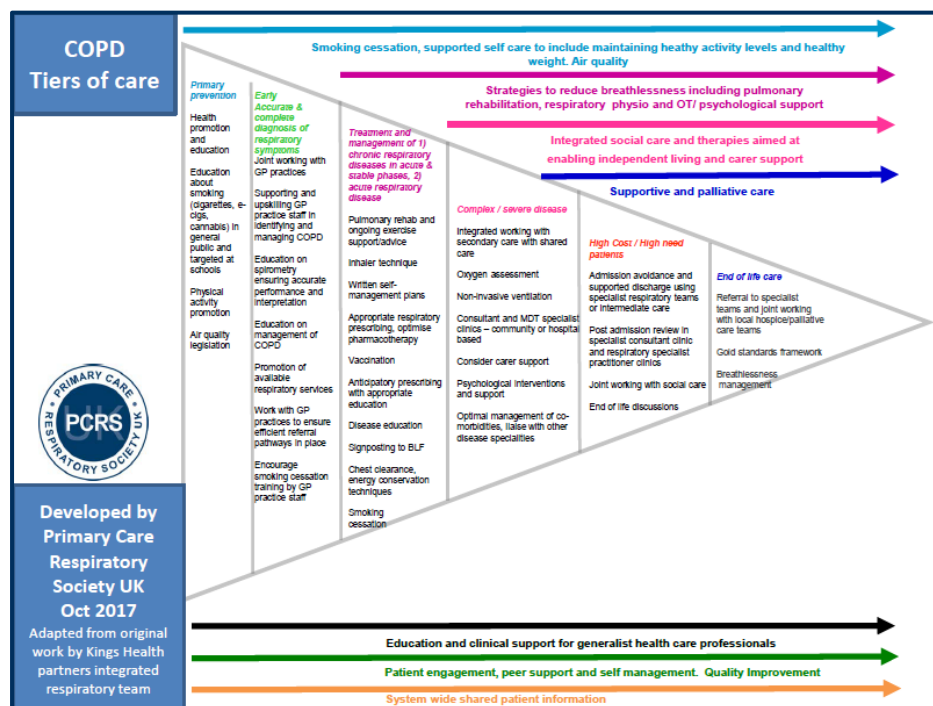 COPD
Tiers of care
Smoking cessation, supported self care to include maintaining heathy activity levels and healthy
weight. Air quality
Strategies to reduce breathlessness including pulmonary
rehabilitation, respiratory physio and OT/ psychological support
Integrated social care and therapies aimed at
enabling independent living and carer support
Supportive and palliative care
Primary
prevention
Health
promotion
and
education
Education
about
smoking
(cigarettes, e-
cigs,
cannabis) in
general
public and
targeted at
schools
Physical
activity
promotion
Air quality
legislation
Early
Accurate &
complete
diagnosis of
respiratory
symptoms
Joint working with
GP practices
Supporting and
upskilling GP
practice staff in
identifying and
managing COPD
Education on
spirometry
ensuring accurate
performance and
interpretation
Education on
management of
COPD
Promotion of
available
respiratory services
Work with GP
practices to ensure
efficient referral
pathways in place
Encourage
smoking cessation
training by GP
practice staff
Treatment and
management of 1)
chronic respiratory
diseases in acute &
stable phases, 2)
acute respiratory
disease
Pulmonary rehab and
ongoing exercise
support/advice
Inhaler technique
Written self-
management plans
Appropriate respiratory
prescribing, optimise
pharmacotherapy
Vaccination
Anticipatory prescribing
with appropriate
education
Disease education
Signposting to BLF
Chest clearance,
energy conservation
techniques
Smoking
cessation
Complex / severe disease
Integrated working with
secondary care with shared
care
Oxygen assessment
Non-invasive ventilation
Consultant and MDT specialist
clinics – community or hospital
based
Consider carer support
Psychological interventions
and support
Optimal management of co-
morbidities, liaise with other
disease specialities
High Cost / High need
patients
Admission avoidance and
supported discharge using
specialist respiratory teams
or intermediate care
Post admission review in
specialist consultant clinic
and respiratory specialist
practitioner clinics
Joint working with social care
End of life discussions
End of life care
Referral to specialist
teams and joint working
with local hospice/palliative
care teams
Gold standards framework
Breathlessness
management
PRIMARY CARE
RESPIRATORY SOCIETY UK
UK
PCRS
Developed by
Primary Care
Respiratory
Society UK
Oct 2017
Adapted from original
work by Kings Health
partners integrated
respiratory team
Education and clinical support for generalist health care professionals
Patient engagement, peer support and self management. Quality Improvement
System wide shared patient information